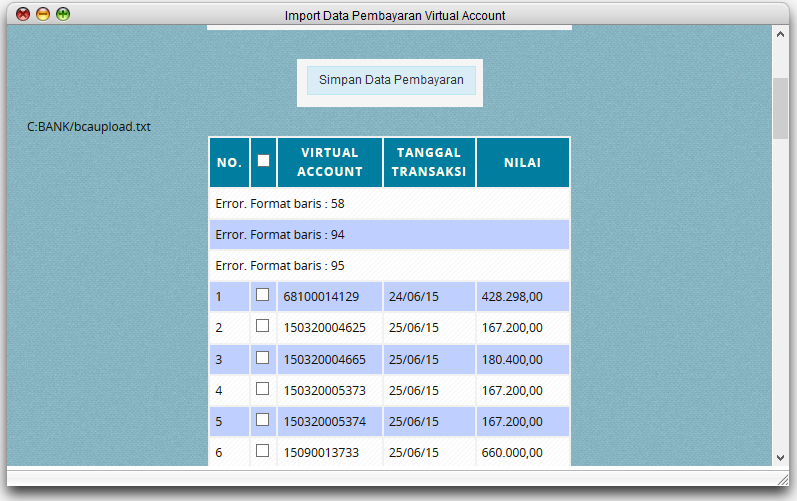 Import Data Pembayaran Virtual Account
Simpan Data Pembayaran
C:BANK/bcaupload.txt
NO. VIRTUAL ACCOUNT TANGGAL TRANSAKSI NILAI
Error. Format baris : 58
Error. Format baris : 94
Error. Format baris : 95
1 68100014129 24/06/15 428.298,00
2 150320004625 25/06/15 167.200,00
3 150320004665 25/06/15 180.400,00
4 150320005373 25/06/15 167.200,00
5 150320005374 25/06/15 167.200,00
6 15090013733 25/06/15 660.000,00